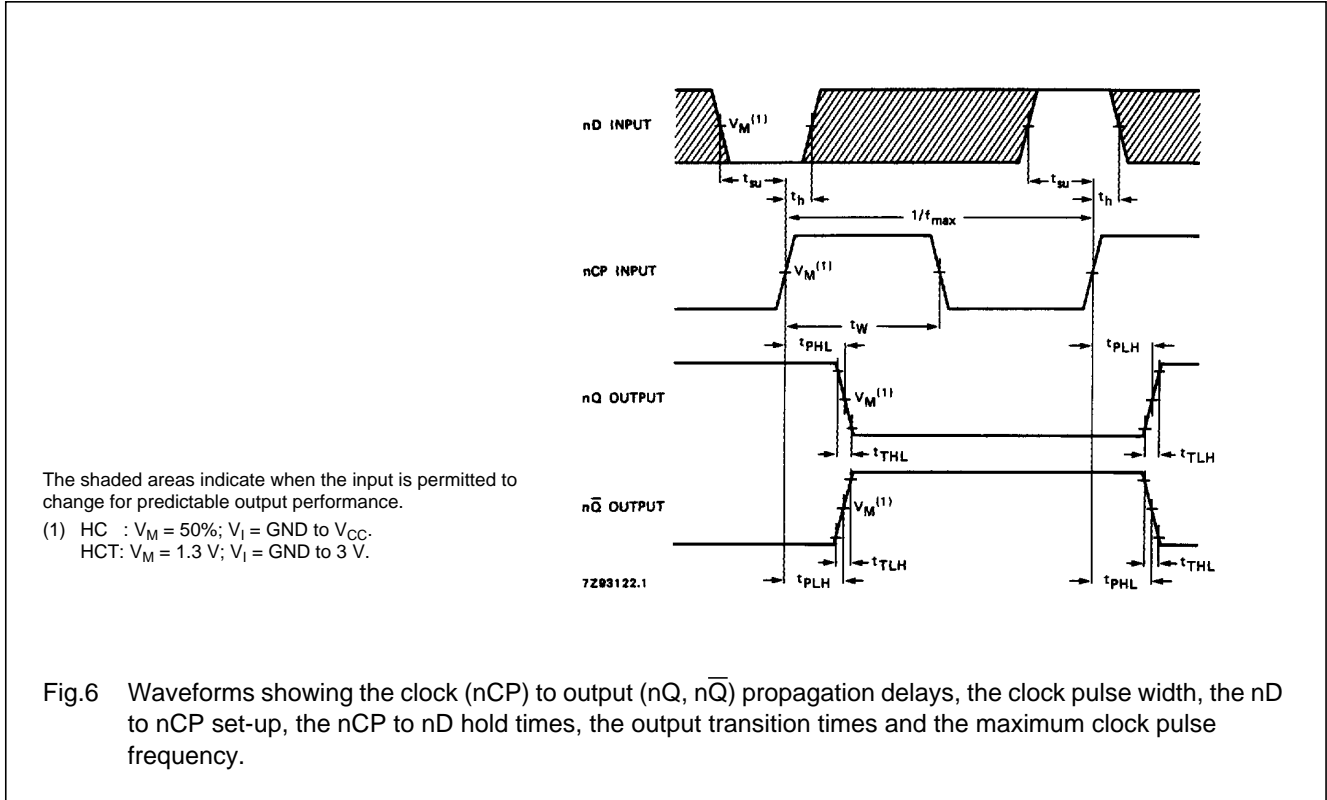 nD INPUT
V_M (1)
t_su
t_h
t_su
t_h
1/f_max
nCP INPUT
V_M (1)
t_W
t_PHL
t_PLH
nQ OUTPUT
V_M (1)
t_THL
t_TLH
nQ̅ OUTPUT
V_M (1)
t_TLH
t_THL
7Z93122.1
t_PLH
t_PHL
The shaded areas indicate when the input is permitted to
change for predictable output performance.
(1) HC : V_M = 50%; V_I = GND to V_CC.
HCT: V_M = 1.3 V; V_I = GND to 3 V.
Fig.6 Waveforms showing the clock (nCP) to output (nQ, nQ̅) propagation delays, the clock pulse width, the nD
to nCP set-up, the nCP to nD hold times, the output transition times and the maximum clock pulse
frequency.